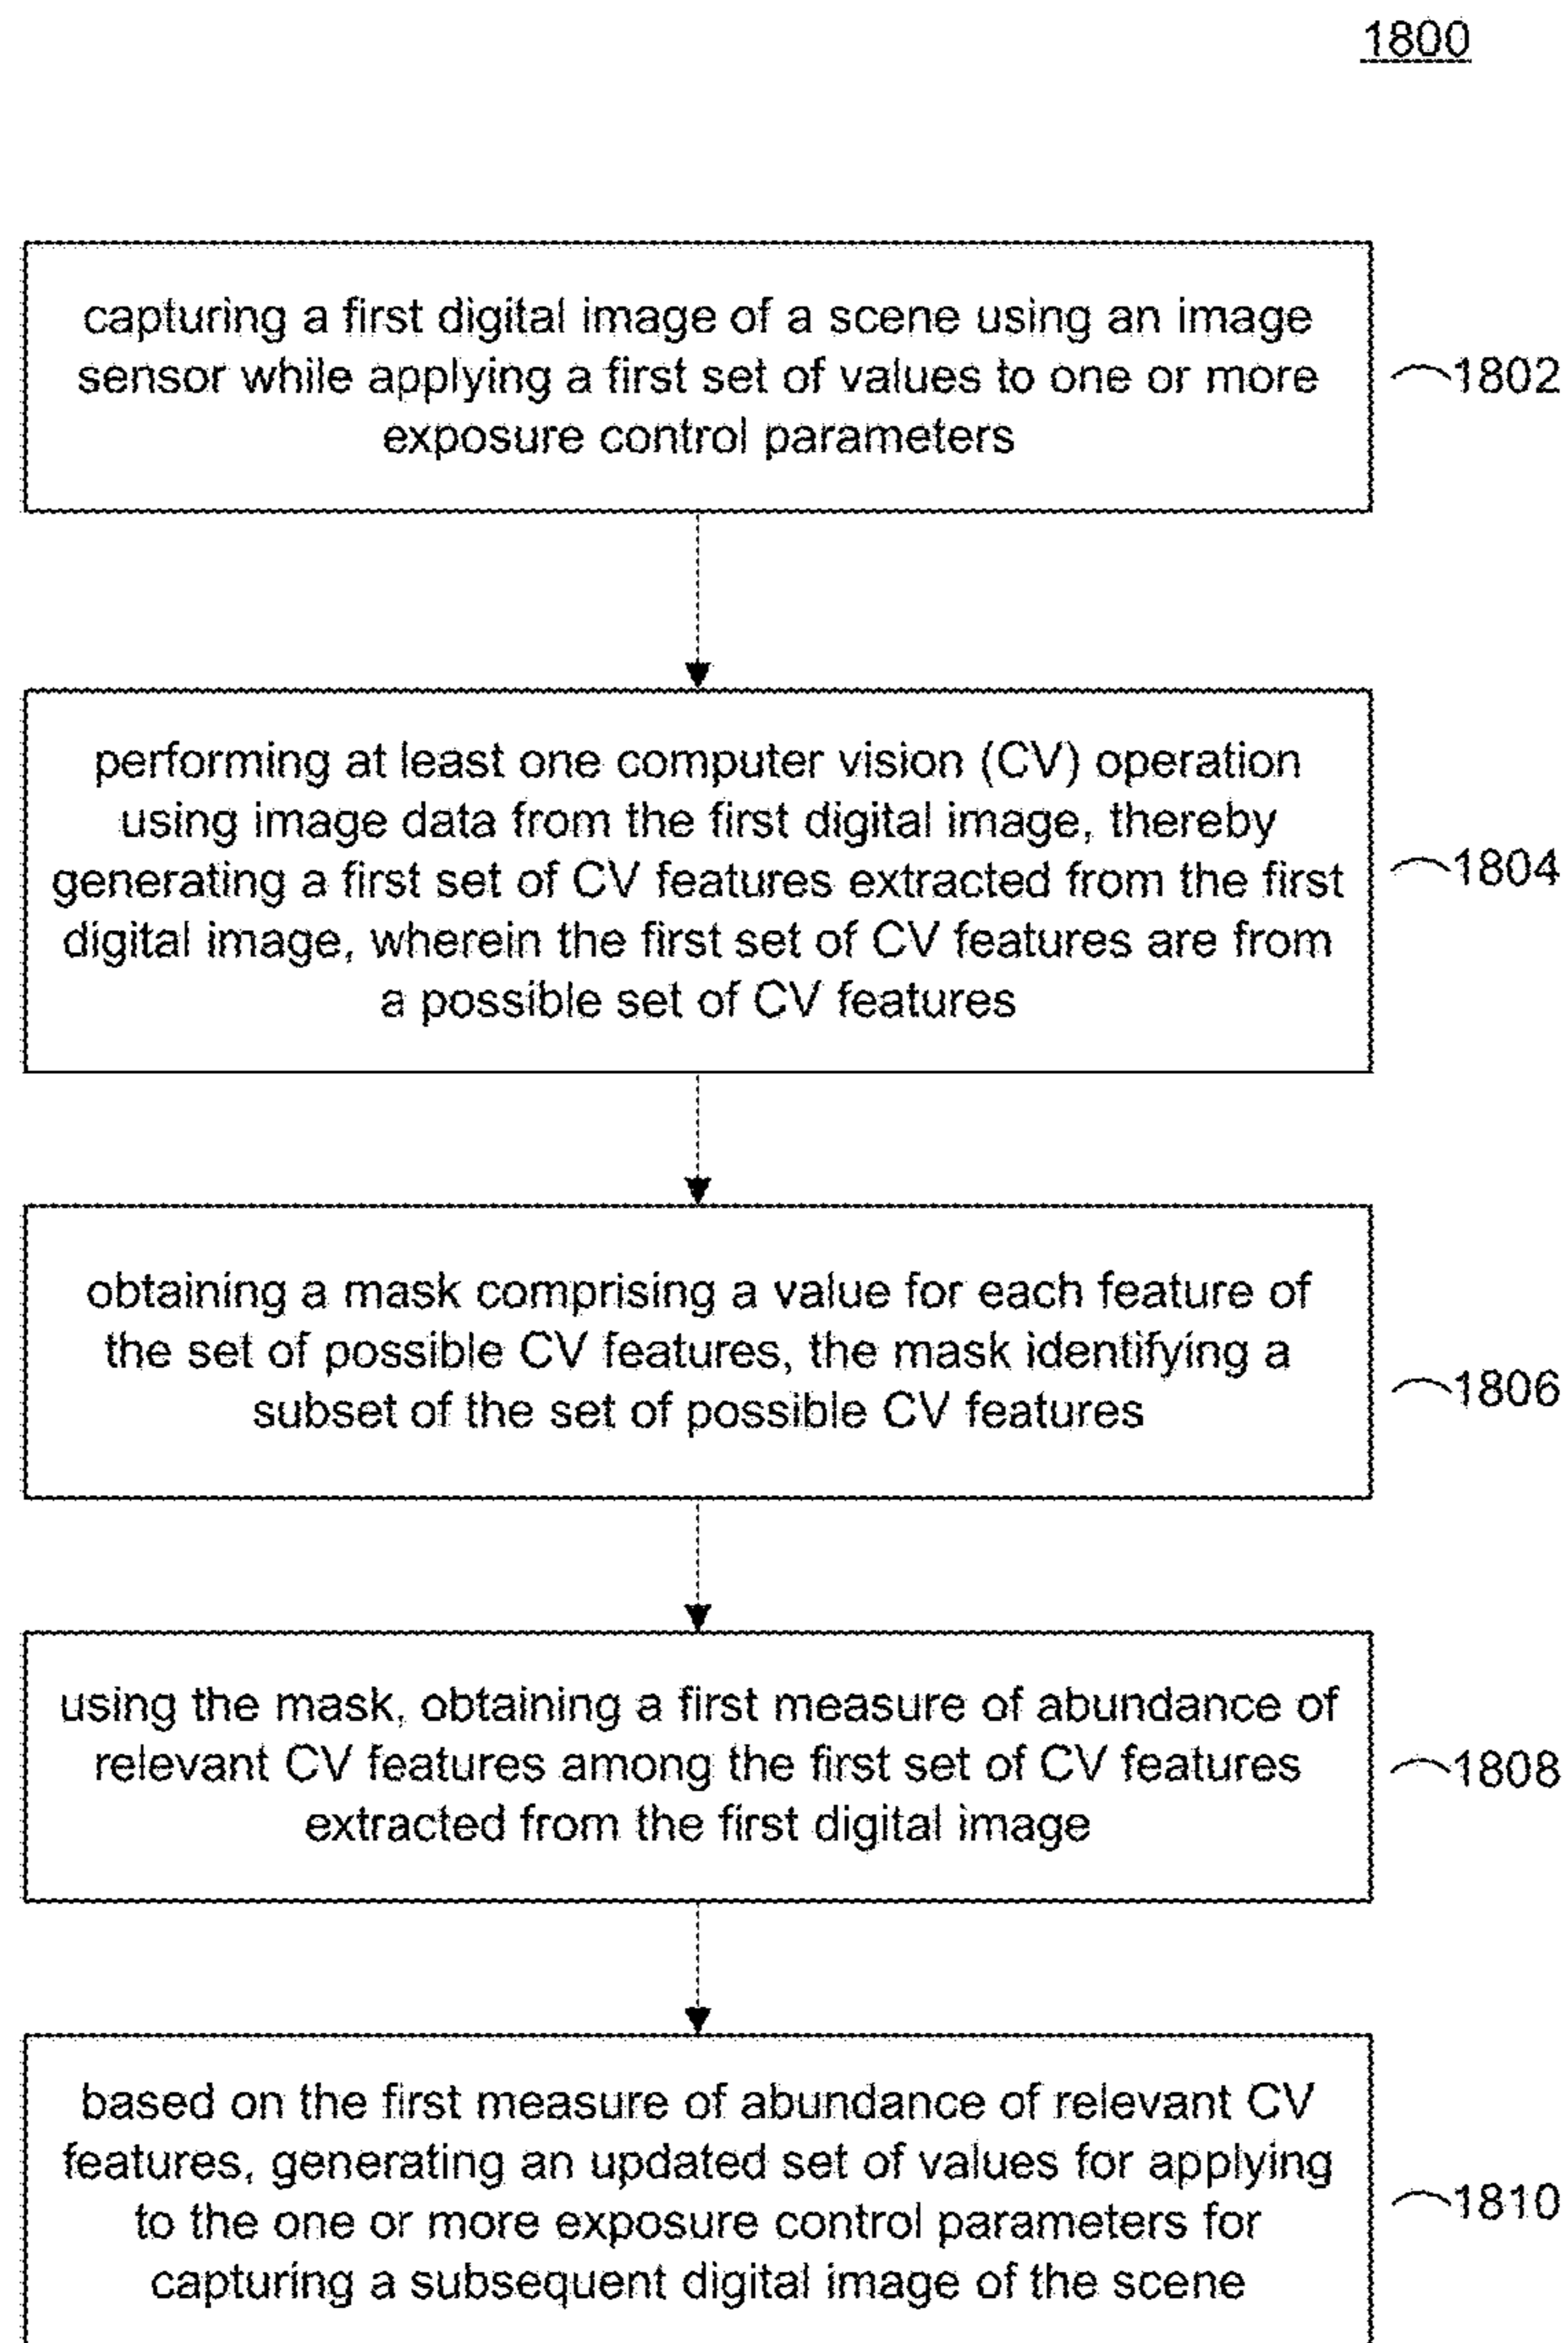 1800
capturing a first digital image of a scene using an image
sensor while applying a first set of values to one or more
exposure control parameters
1802
performing at least one computer vision (CV) operation
using image data from the first digital image, thereby
generating a first set of CV features extracted from the first
digital image, wherein the first set of CV features are from
a possible set of CV features
1804
obtaining a mask comprising a value for each feature of
the set of possible CV features, the mask identifying a
subset of the set of possible CV features
1806
using the mask, obtaining a first measure of abundance of
relevant CV features among the first set of CV features
extracted from the first digital image
1808
based on the first measure of abundance of relevant CV
features, generating an updated set of values for applying
to the one or more exposure control parameters for
capturing a subsequent digital image of the scene
1810